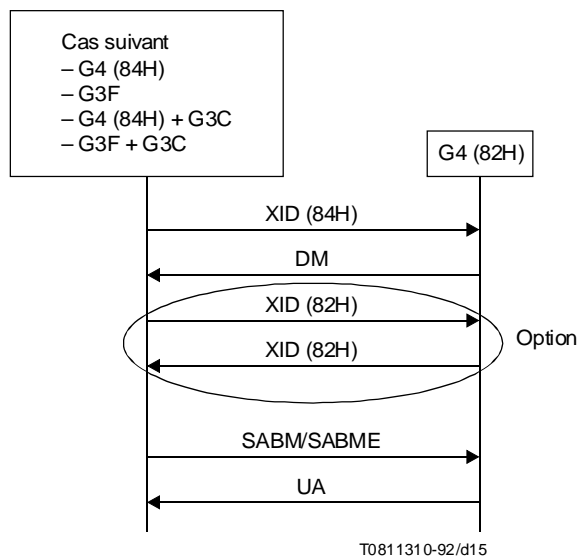 Cas suivant
– G4 (84H)
– G3F
– G4 (84H) + G3C
– G3F + G3C
G4 (82H)
XID (84H)
DM
XID (82H)
XID (82H)
Option
SABM/SABME
UA
T0811310-92/d15